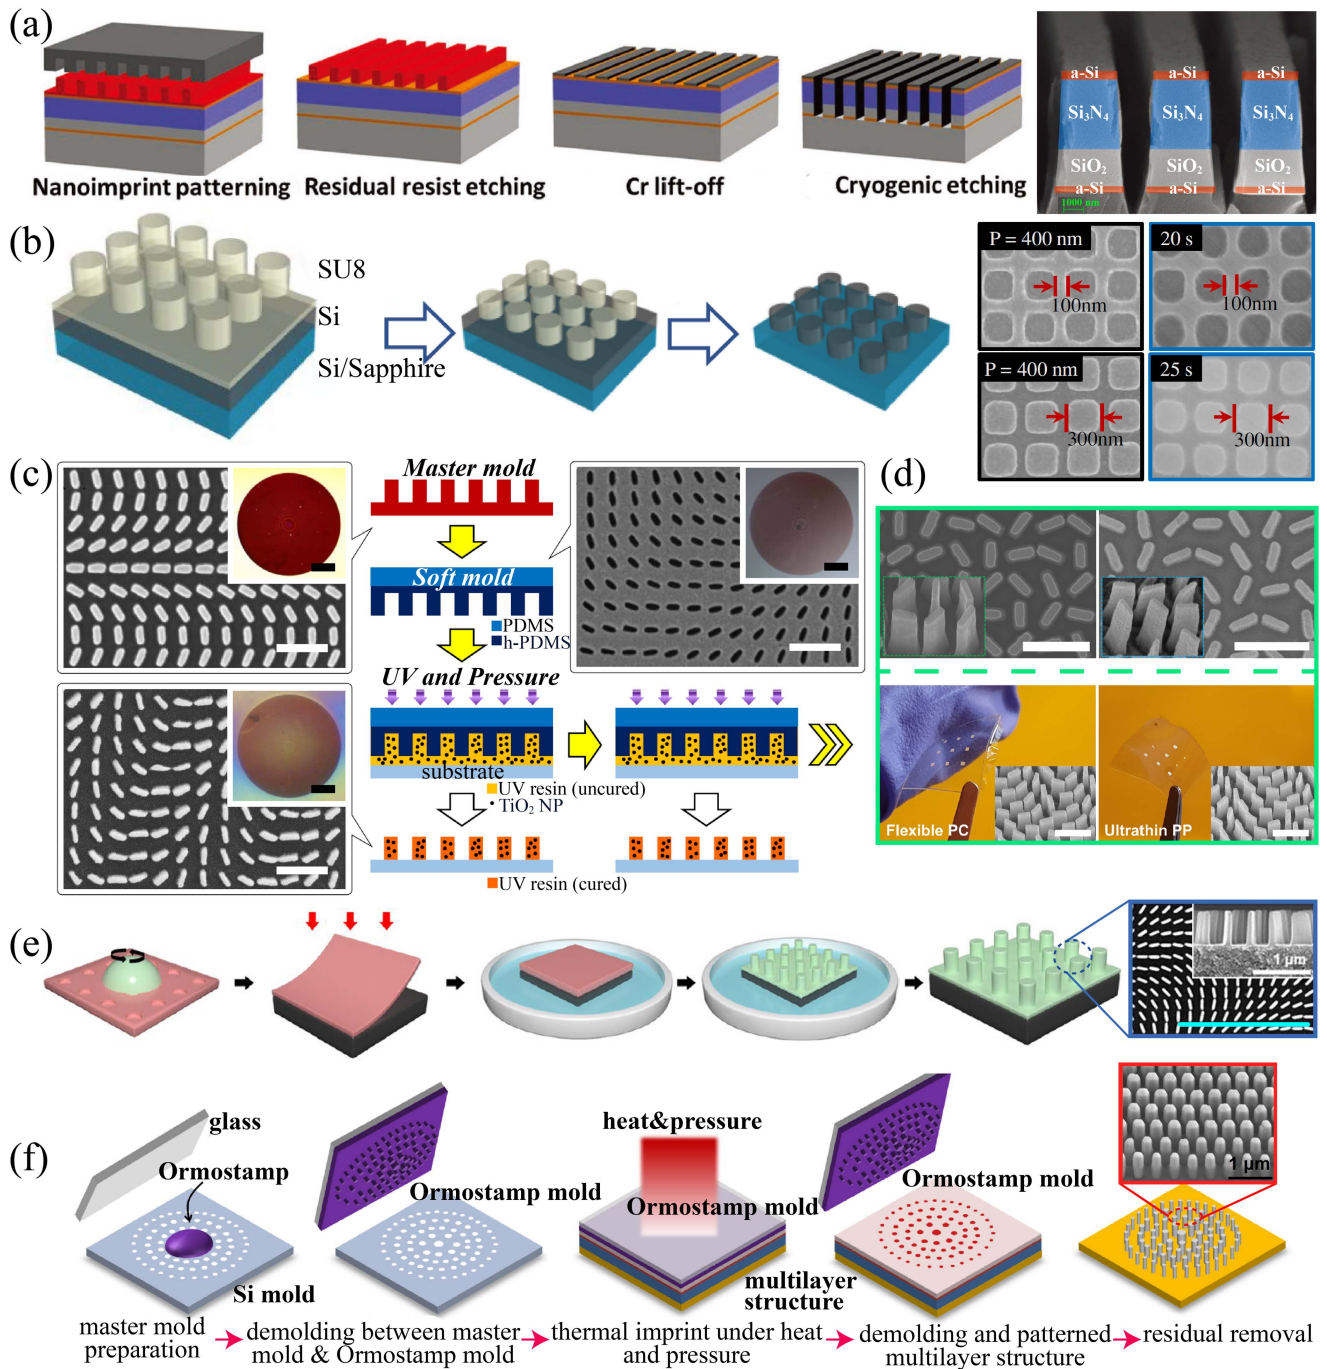 (a)
Nanoimprint patterning
Residual resist etching
Cr lift-off
Cryogenic etching
a-Si a-Si a-Si
Si₃N₄ Si₃N₄ Si₃N₄
SiO₂ SiO₂ SiO₂
a-Si a-Si a-Si
1000 nm
(b)
SU8
Si
Si/Sapphire
P = 400 nm
100nm
20 s
100nm
P = 400 nm
300nm
25 s
300nm
(c)
Master mold
Soft mold
PDMS
h-PDMS
UV and Pressure
substrate
UV resin (uncured)
TiO₂ NP
UV resin (cured)
(d)
Flexible PC
Ultrathin PP
(e)
1 μm
(f)
glass
Ormostamp
Si mold
Ormostamp mold
heat&pressure
Ormostamp mold
multilayer
structure
Ormostamp mold
1 μm
master mold
preparation
demolding between master
mold & Ormostamp mold
thermal imprint under heat
and pressure
demolding and patterned
multilayer structure
residual removal